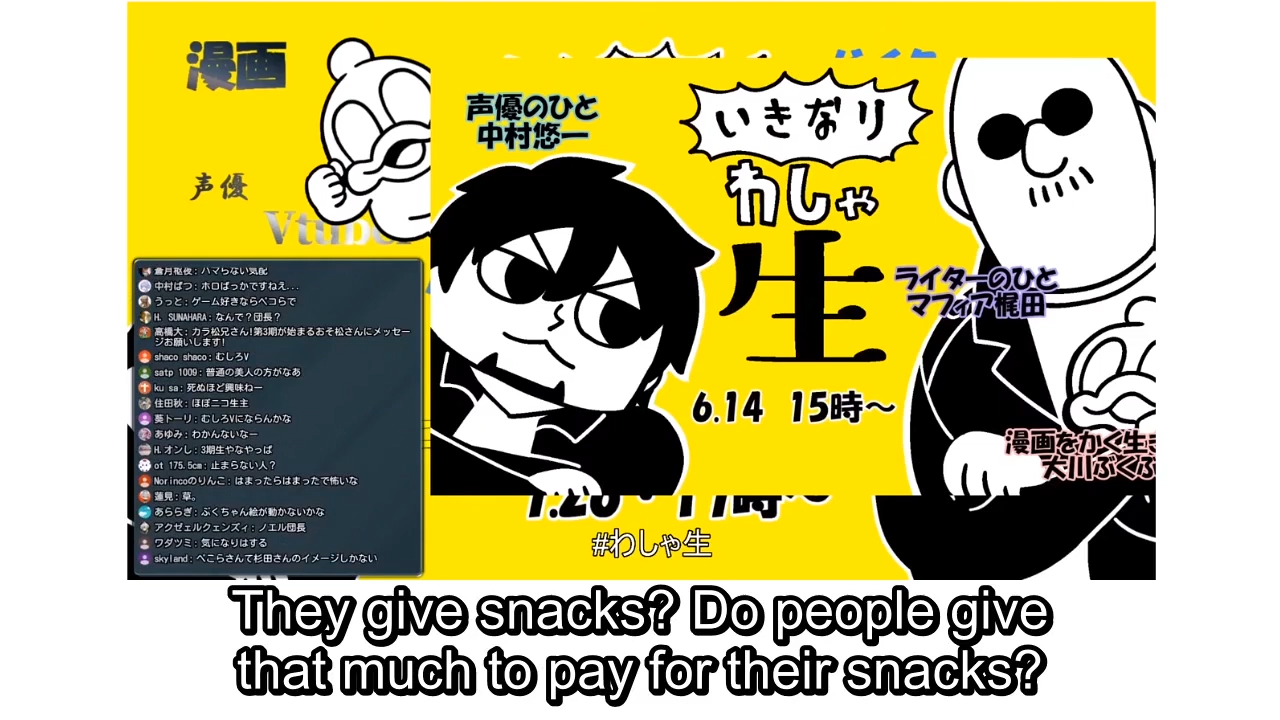 漫画
声優
Vtuber
声優のひと
中村悠一
いきなり
わしゃ
生
6.14 15時～
ライターのひと
マフィア梶田
漫画をかく生き
大川ぶくぶ
#わしゃ生
蒼月枢夜：ハマらない気配
中村ばつ：ホロばっかですねえ...
うっと：ゲーム好きならペコらで
H. SUNAHARA：なんで？団長？
高橋大：カラ松兄さん!第3期が始まるおそ松さんにメッセー
ジお願いします!
shaco shaco：むしろV
satp 1009：普通の美人の方がなあ
ku sa：死ぬほど興味ねー
住田秋：ほぼニコ生主
葵トーリ：むしろVにならんかな
あゆみ：わかんないなー
H.オンし：3期生やなやっぱ
ot 175.5cm：止まらない人？
Norincoのりんこ：はまったらはまったで怖いな
蓮見：草。
あららぎ：ぶくちゃん絵が動かないかな
アクゼェルクェンズィ：ノエル団長
ワダツミ：気になりはする
skyland：ぺこらさんて杉田さんのイメージしかない
They give snacks? Do people give
that much to pay for their snacks?